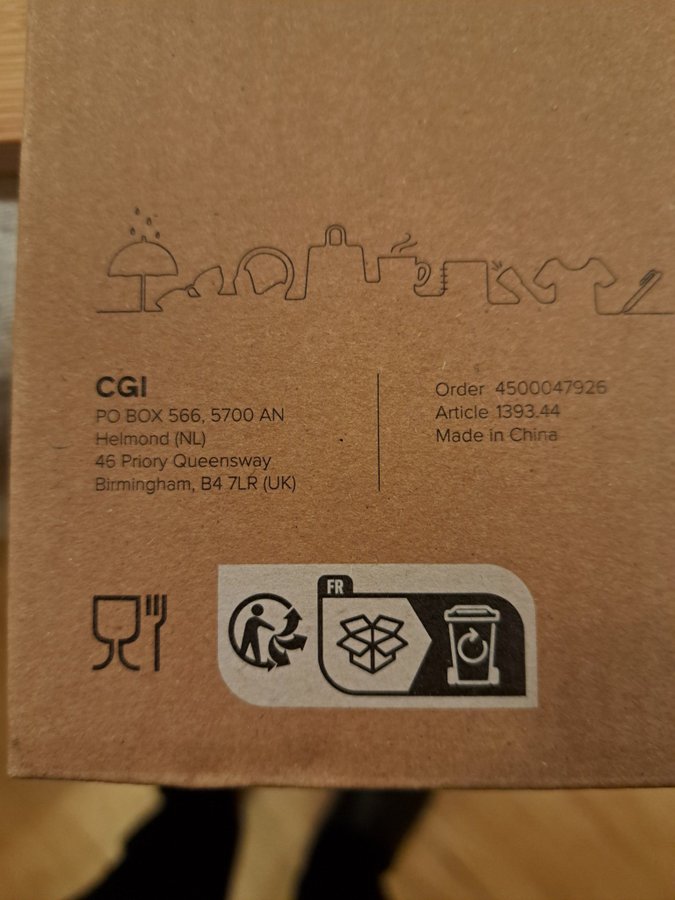 CGI
PO BOX 566, 5700 AN
Helmond (NL)
46 Priory Queensway
Birmingham, B4 7LR (UK)
Order 4500047926
Article 1393.44
Made in China
FR